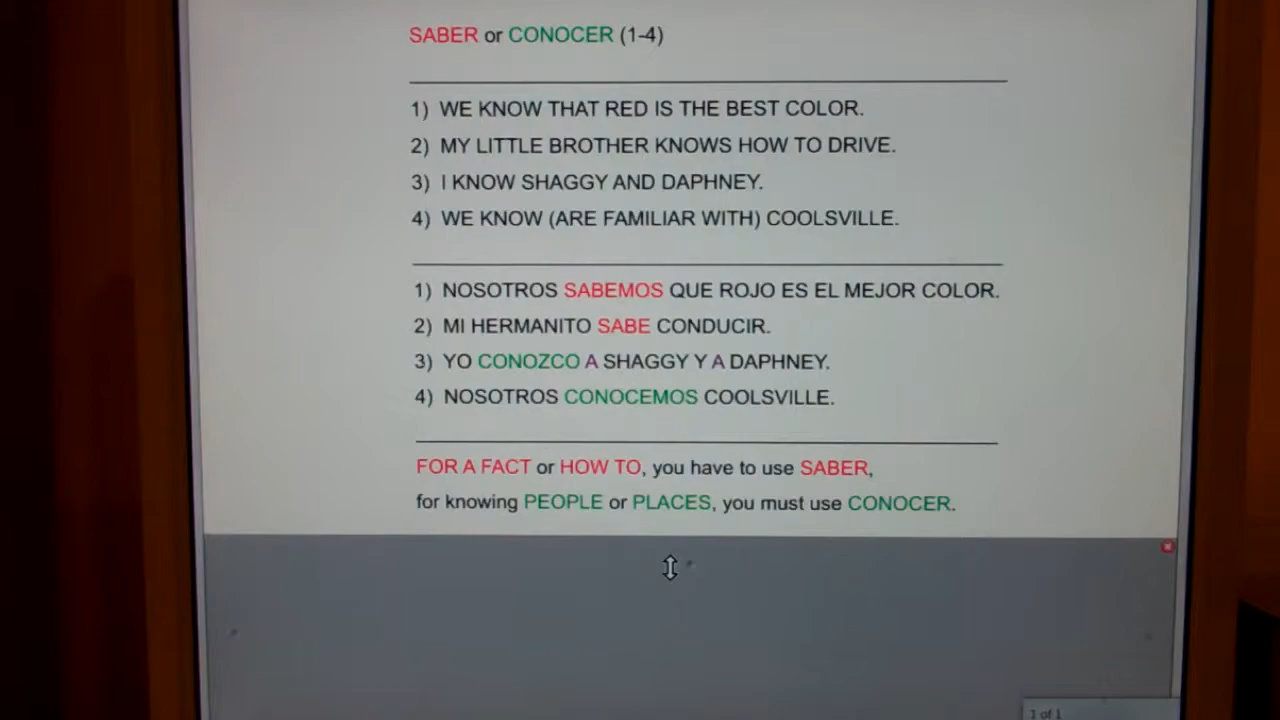 SABER or CONOCER (1-4)
1) WE KNOW THAT RED IS THE BEST COLOR.
2) MY LITTLE BROTHER KNOWS HOW TO DRIVE.
3) I KNOW SHAGGY AND DAPHNEY.
4) WE KNOW (ARE FAMILIAR WITH) COOLSVILLE.
1) NOSOTROS SABEMOS QUE ROJO ES EL MEJOR COLOR.
2) MI HERMANITO SABE CONDUCIR.
3) YO CONOZCO A SHAGGY Y A DAPHNEY.
4) NOSOTROS CONOCEMOS COOLSVILLE.
FOR A FACT or HOW TO, you have to use SABER,
for knowing PEOPLE or PLACES, you must use CONOCER.
1 of 1